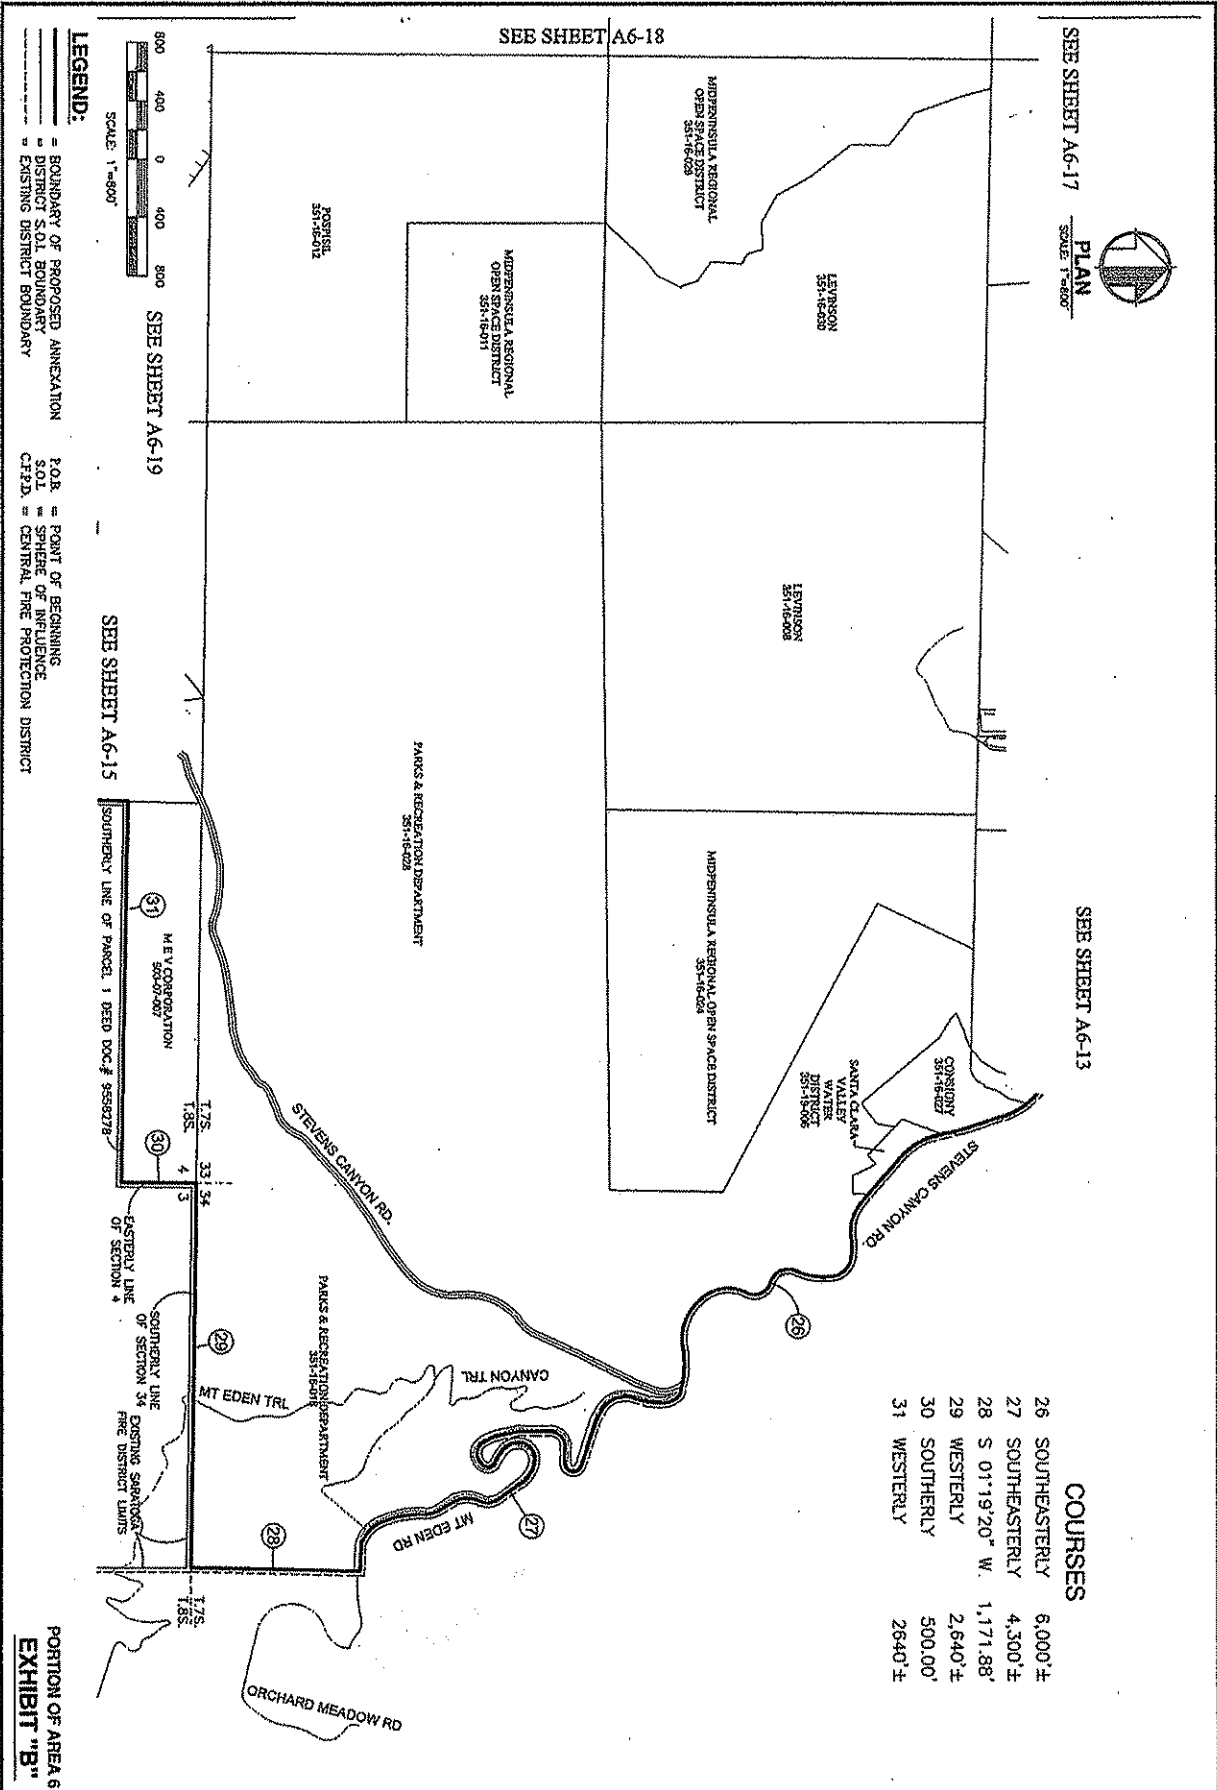 SEE SHEET A6-17
PLAN
SCALE: 1"=800'
SEE SHEET A6-13
SEE SHEET A6-18
COURSES
26 SOUTHEASTERLY 6,000'±
27 SOUTHEASTERLY 4,300'±
28 S 01°19'20" W. 1,171.88'
29 WESTERLY 2,640'±
30 SOUTHERLY 500.00'
31 WESTERLY 2640'±
MIDPENINSULA REGIONAL
OPEN SPACE DISTRICT
351-16-029
LEVINSON
351-16-030
LEVINSON
351-16-008
CONSIGNY
351-16-027
SANTA CLARA
VALLEY
WATER
DISTRICT
351-15-006
STEVENS CANYON RD.
26
MIDPENINSULA REGIONAL OPEN SPACE DISTRICT
351-16-024
MIDPENINSULA REGIONAL
OPEN SPACE DISTRICT
351-16-011
POSPISIL
351-16-012
PARKS & RECREATION DEPARTMENT
351-16-028
STEVENS CANYON RD.
CANYON TRL
27
MT EDEN RD
PARKS & RECREATION DEPARTMENT
MT EDEN TRL
28
29
ORCHARD MEADOW RD
T.7S.
T.8S.
33 34
4 3
30
M E V CORPORATION
503-07-007
31
SOUTHERLY LINE OF PARCEL 1 DEED DOC.# 9558278
EASTERLY LINE
OF SECTION 4
SOUTHERLY LINE
OF SECTION 34
EXISTING SARATOGA
FIRE DISTRICT LIMITS
T.7S.
T.8S.
800 400 0 400 800
SCALE: 1"=800'
SEE SHEET A6-19
SEE SHEET A6-15
LEGEND:
= BOUNDARY OF PROPOSED ANNEXATION
= DISTRICT S.O.I. BOUNDARY
= EXISTING DISTRICT BOUNDARY
P.O.B. = POINT OF BEGINNING
S.O.I. = SPHERE OF INFLUENCE
C.F.P.D. = CENTRAL FIRE PROTECTION DISTRICT
PORTION OF AREA 6
EXHIBIT "B"